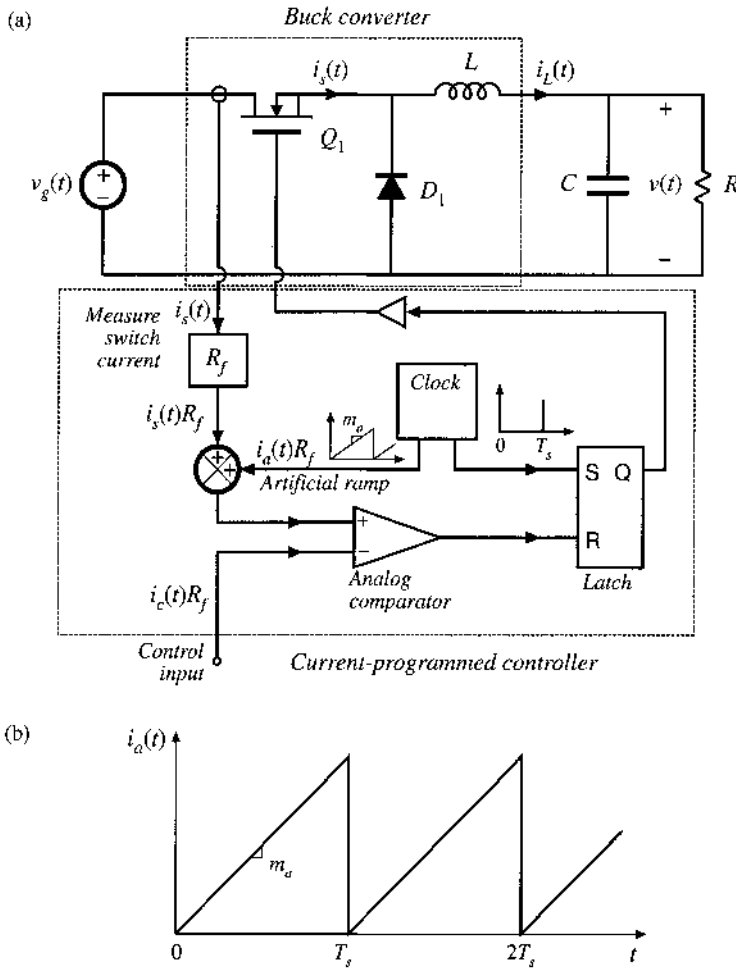 (a)
Buck converter
i_s(t)
L
i_L(t)
Q_1
+
v_g(t)
+
−
D_1
C
v(t)
R
−
Measure
switch
current
i_s(t)
R_f
Clock
i_s(t)R_f
m_a
0
T_s
+
+
i_a(t)R_f
Artificial ramp
S Q
R
Latch
+
−
Analog
comparator
i_c(t)R_f
Control
input
Current-programmed controller
(b)
i_a(t)
m_a
0
T_s
2T_s
t